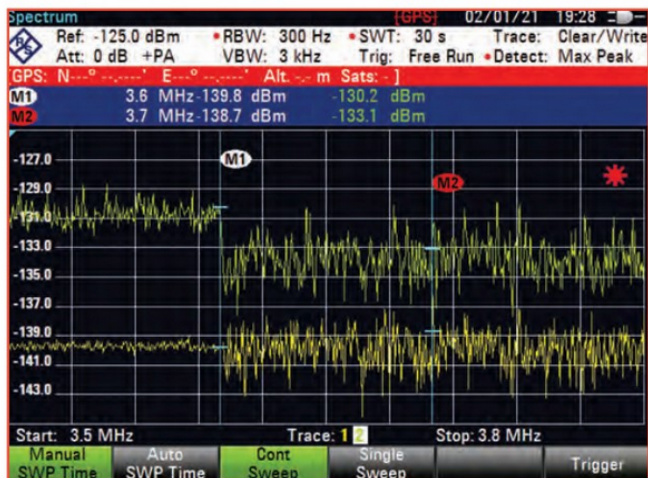 Spectrum [GPS] 02/01/21 19:28
Ref: -125.0 dBm • RBW: 300 Hz • SWT: 30 s Trace: Clear/Write
Att: 0 dB +PA VBW: 3 kHz Trig: Free Run • Detect: Max Peak
[GPS: N---° --.----' E---° --.----' Alt. -.- m Sats: - ]
M1 3.6 MHz -139.8 dBm -130.2 dBm
M2 3.7 MHz -138.7 dBm -133.1 dBm
M1
-127.0
M2
-129.0
-131.0
-133.0
-135.0
-137.0
-139.0
-141.0
-143.0
Start: 3.5 MHz Trace: 1 2 Stop: 3.8 MHz
Manual Auto Cont Single
SWP Time SWP Time Sweep Sweep Trigger